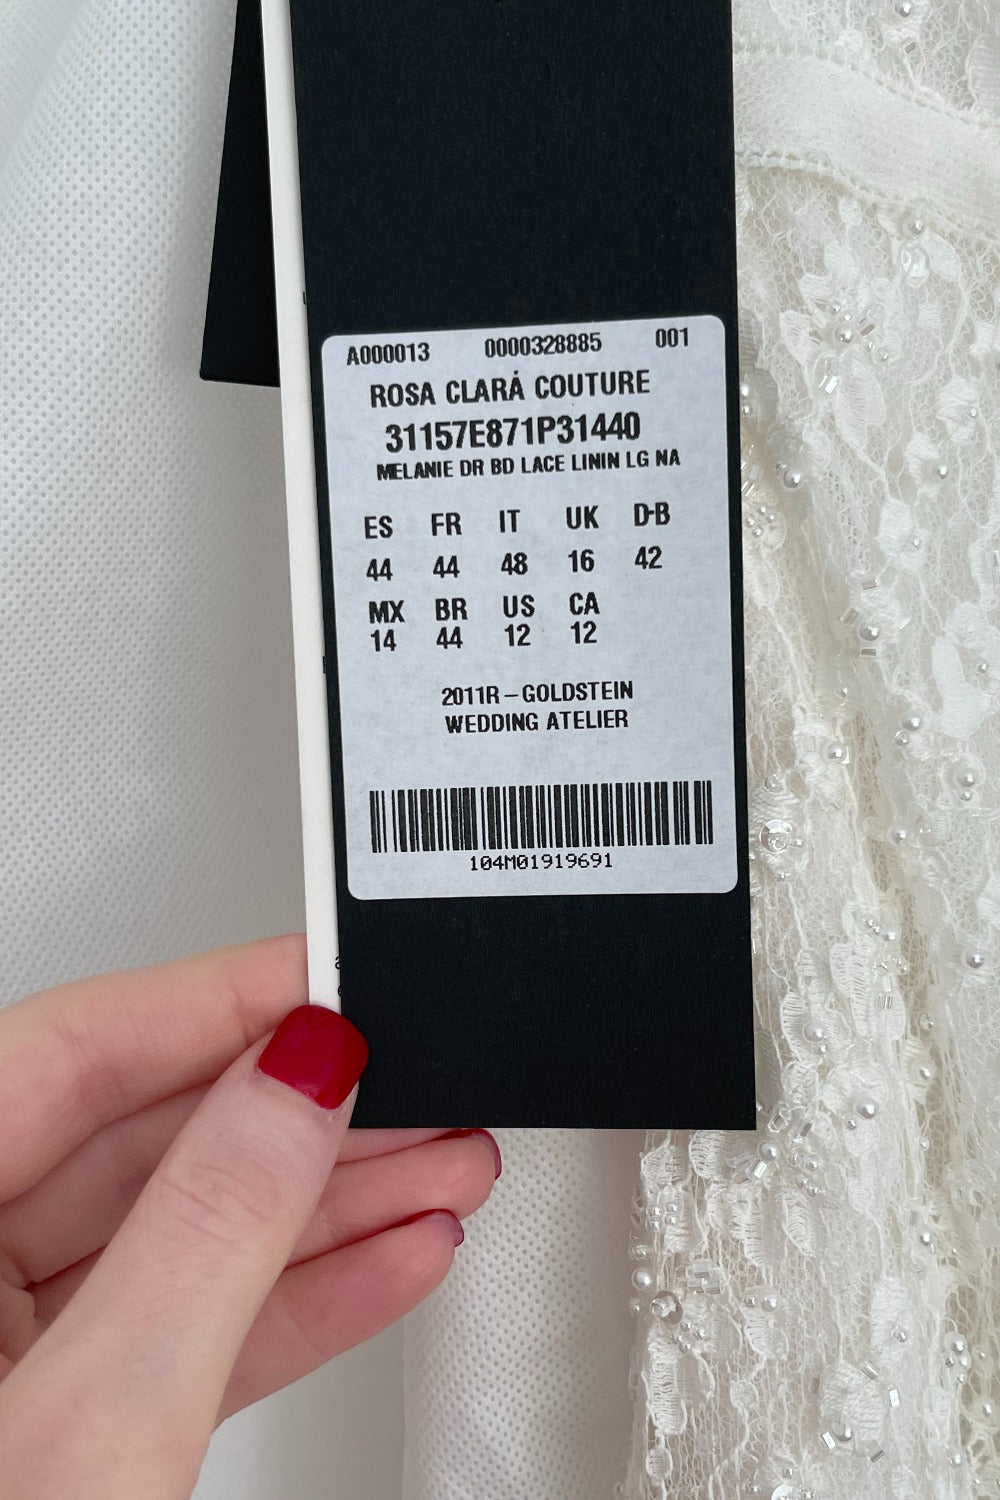 A000013 0000328885 001
ROSA CLARÁ COUTURE
31157E871P31440
MELANIE DR BD LACE LININ LG NA
ES FR IT UK D-B
44 44 48 16 42
MX BR US CA
14 44 12 12
2011R – GOLDSTEIN
WEDDING ATELIER
104M01919691